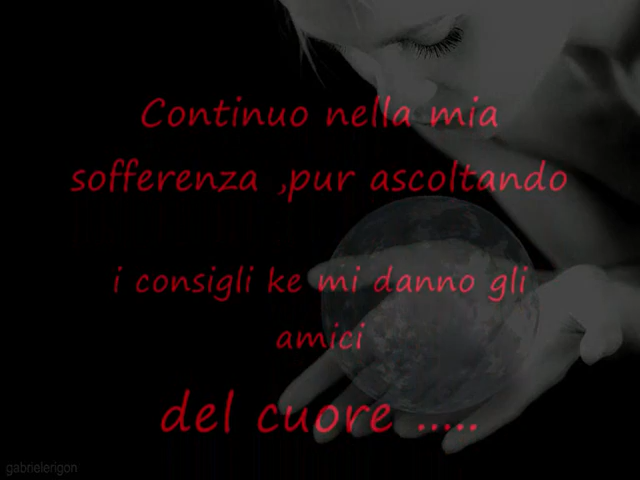 Continuo nella mia
sofferenza ,pur ascoltando
i consigli ke mi danno gli
amici
del cuore .....
gabrielerigon